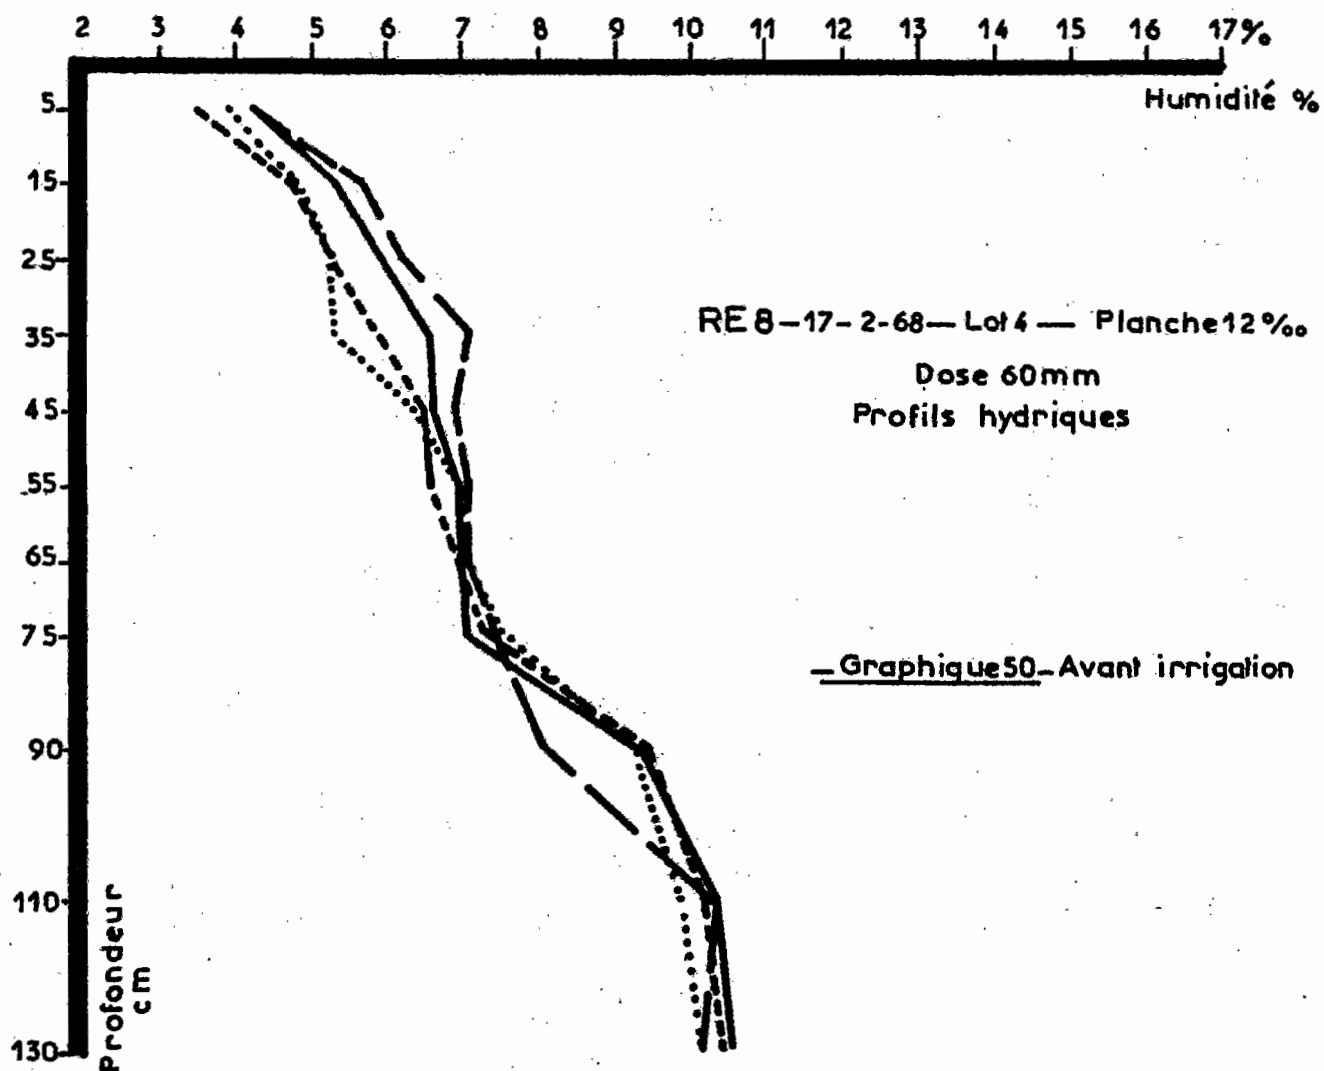 2 3 4 5 6 7 8 9 10 11 12 13 14 15 16 17%
Humidité %
5
15
25
35
45
55
65
75
90
110
130
RE 8-17-2-68— Lot 4 — Planche 12 %₀₀
Dose 60mm
Profils hydriques
— Graphique 50 - Avant irrigation
Profondeur
cm